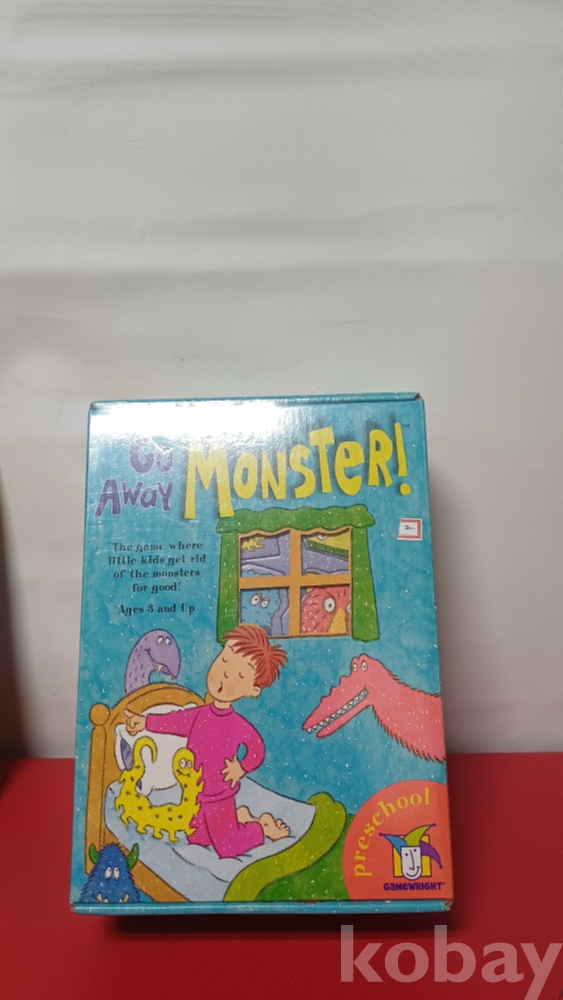 Go
Away
MONSTER!
The game where
little kids get rid
of the monsters
for good!
Ages 3 and Up
preschool
GAMEWRIGHT
kobay